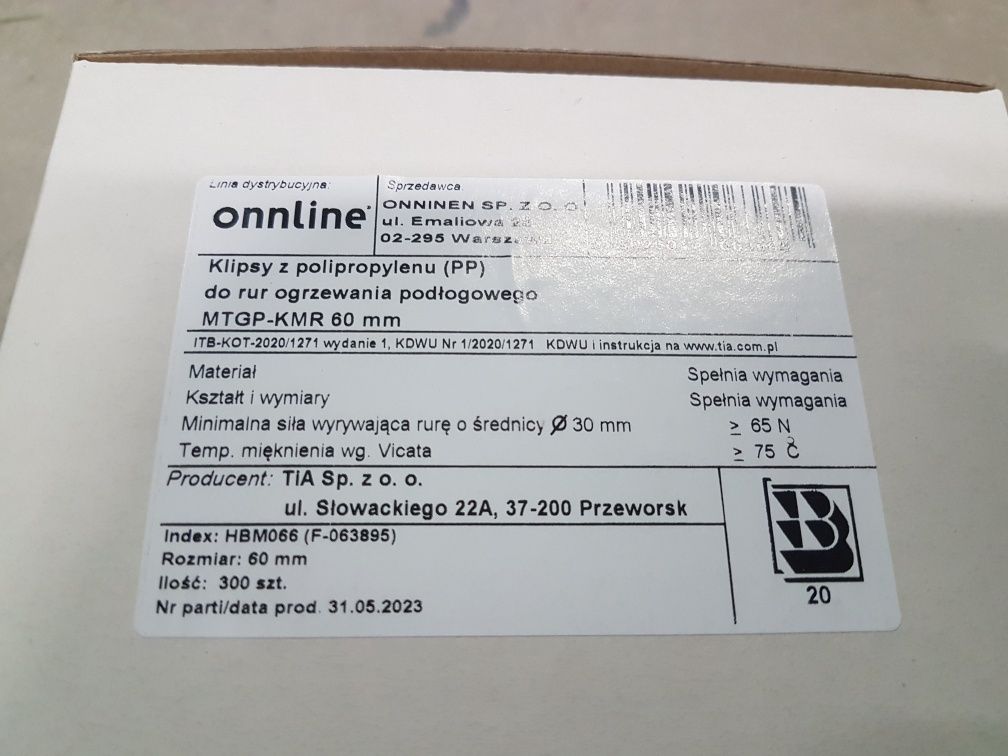 Linia dystrybucyjna:
onnline
Sprzedawca:
ONNINEN SP. Z O. O
ul. Emaliowa
02-295 Warszawa
Klipsy z polipropylenu (PP)
do rur ogrzewania podłogowego
MTGP-KMR 60 mm
ITB-KOT-2020/1271 wydanie 1, KDWU Nr 1/2020/1271 KDWU i instrukcja na www.tia.com.pl
Materiał Spełnia wymagania
Kształt i wymiary Spełnia wymagania
Minimalna siła wyrywająca rurę o średnicy Ø 30 mm ≥ 65 N
Temp. mięknienia wg. Vicata ≥ 75 °C
Producent: TiA Sp. z o. o.
ul. Słowackiego 22A, 37-200 Przeworsk
Index: HBM066 (F-063895)
Rozmiar: 60 mm
Ilość: 300 szt.
Nr partii/data prod. 31.05.2023
B
20